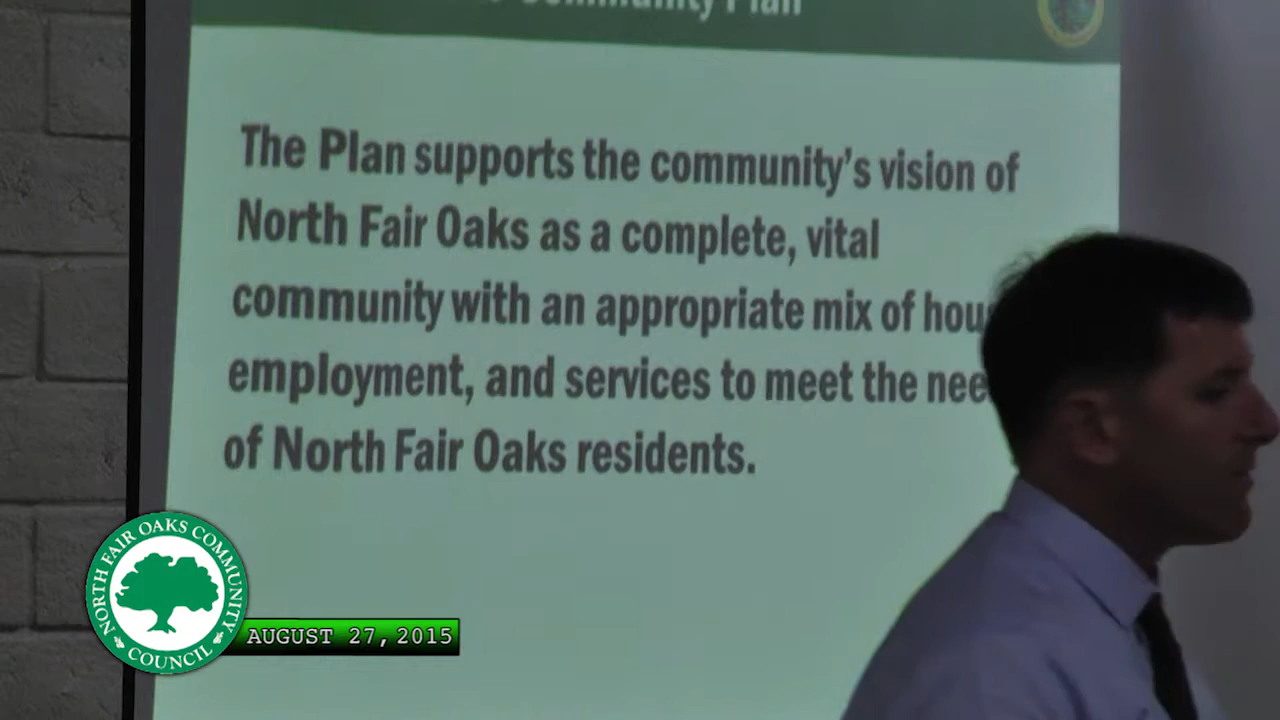 Community Plan
The Plan supports the community's vision of
North Fair Oaks as a complete, vital
community with an appropriate mix of
employment, and services to meet the
of North Fair Oaks residents.
NORTH FAIR OAKS COMMUNITY
COUNCIL
AUGUST 27, 2015